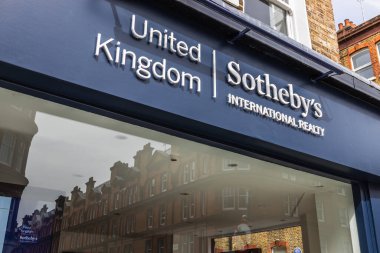 United
Kingdom
Sotheby's
INTERNATIONAL REALTY